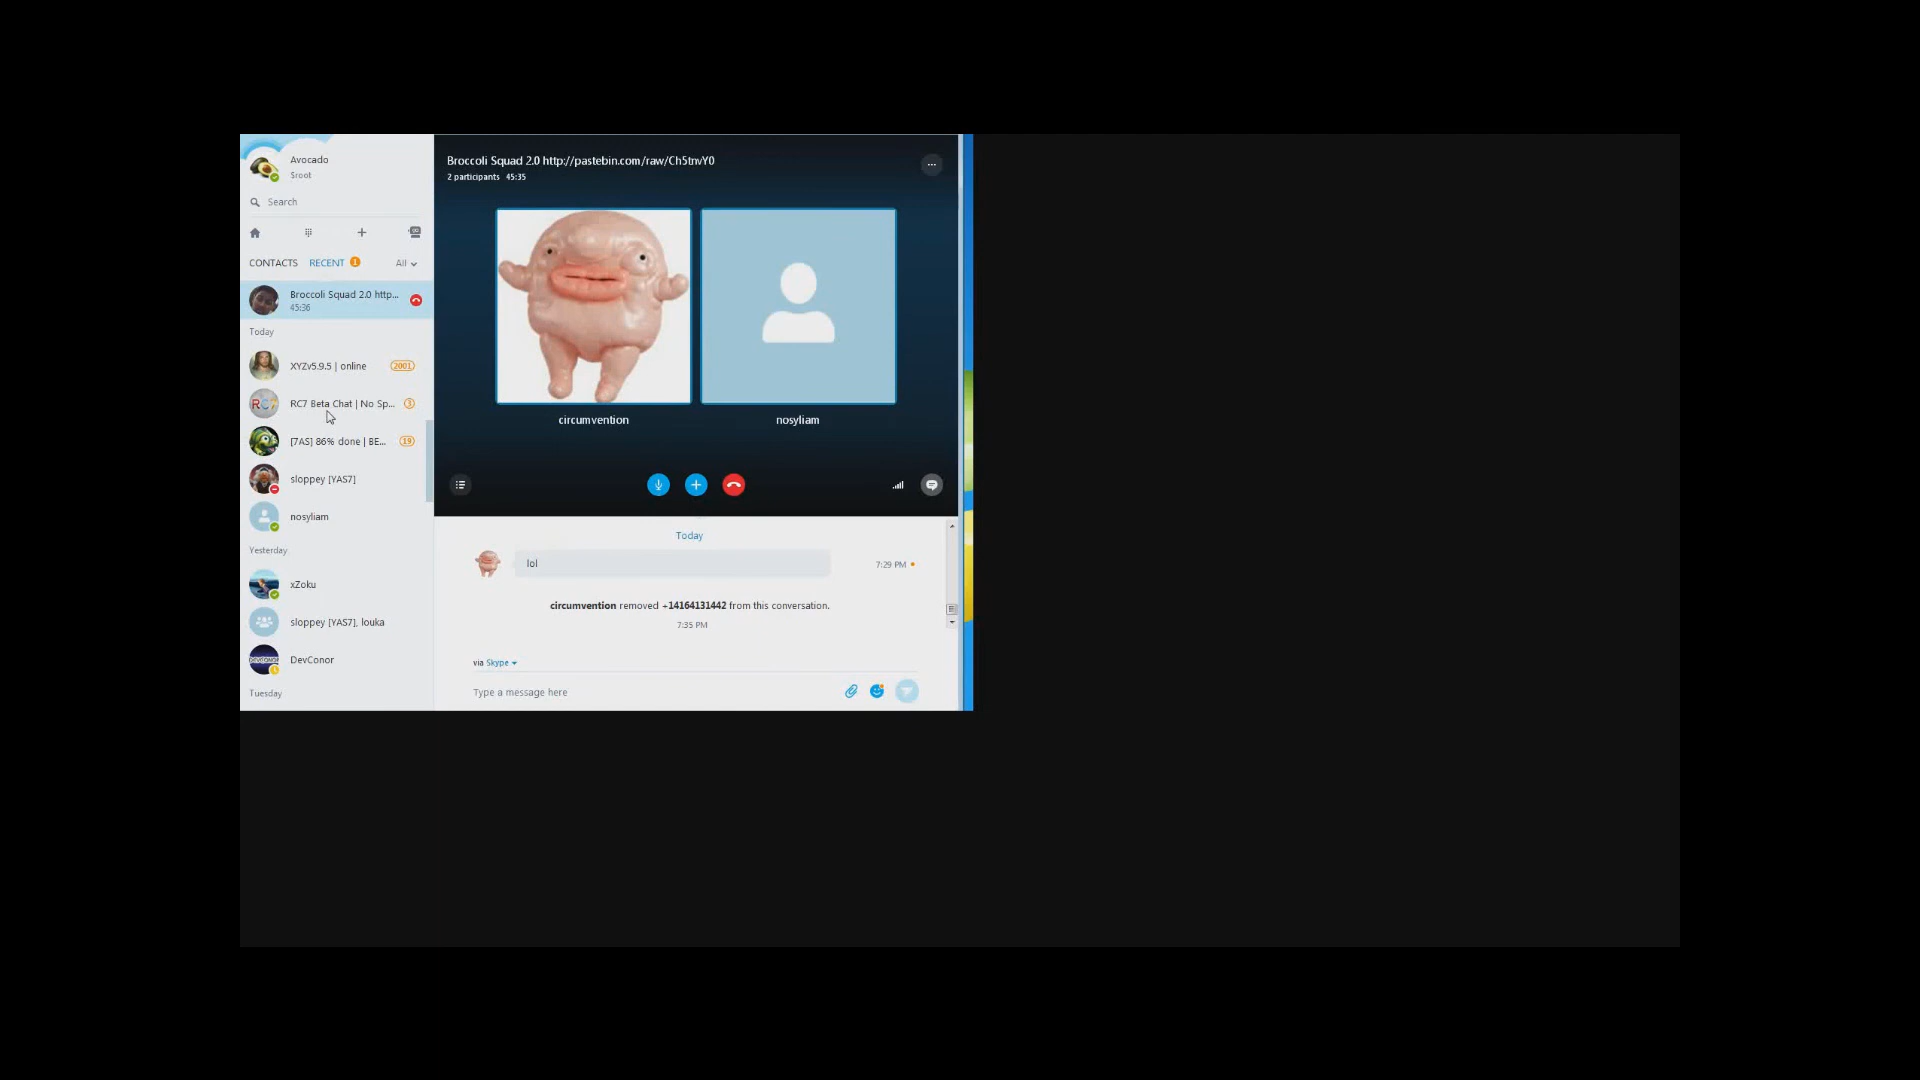 Avocado
$root
Search
CONTACTS RECENT 1 All
Broccoli Squad 2.0 http...
45:36
Today
XYZv5.9.5 | online 2001
RC7 Beta Chat | No Sp... 3
[7AS] 86% done | BE... 19
sloppey [YAS7]
nosyliam
Yesterday
xZoku
sloppey [YAS7], louka
DevConor
Tuesday
Broccoli Squad 2.0 http://pastebin.com/raw/Ch5tnvY0
2 participants 45:35
circumvention
nosyliam
Today
lol 7:29 PM
circumvention removed +14164131442 from this conversation.
7:35 PM
via Skype
Type a message here